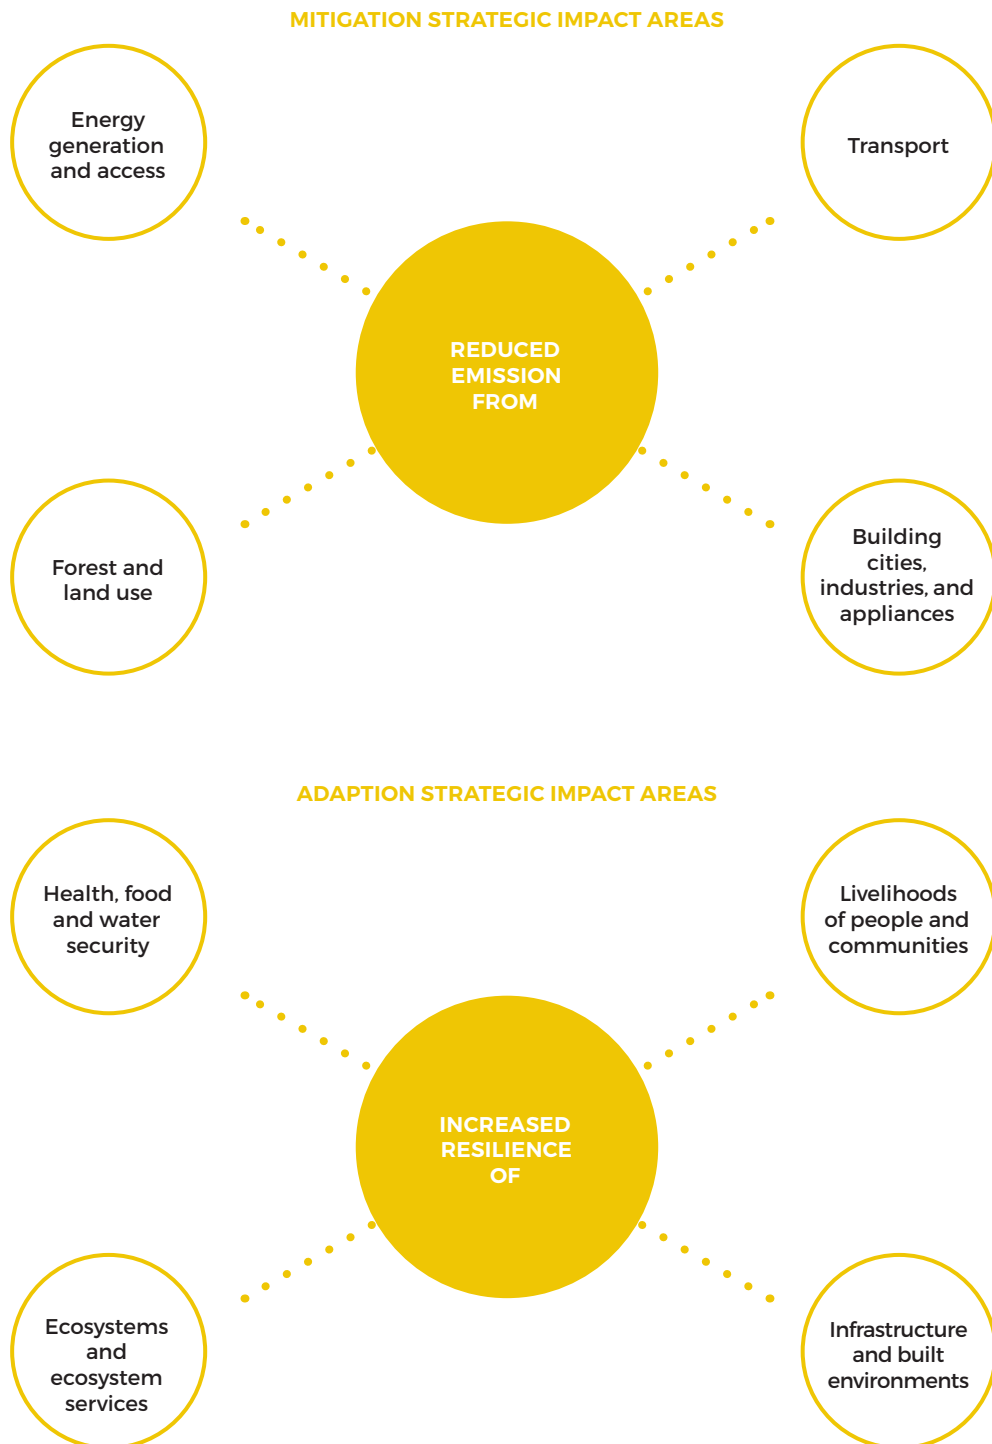 MITIGATION STRATEGIC IMPACT AREAS
Energy
generation
and access
Transport
REDUCED
EMISSION
FROM
Forest and
land use
Building
cities,
industries, and
appliances
ADAPTION STRATEGIC IMPACT AREAS
Health, food
and water
security
Livelihoods
of people and
communities
INCREASED
RESILIENCE
OF
Ecosystems
and
ecosystem
services
Infrastructure
and built
environments